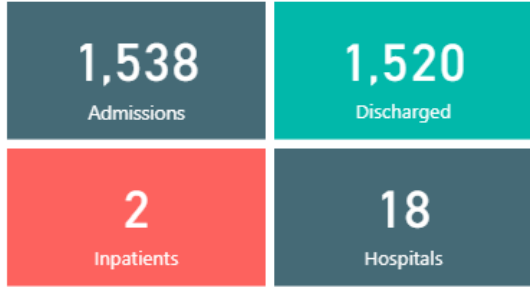 1,538
Admissions
1,520
Discharged
2
Inpatients
18
Hospitals